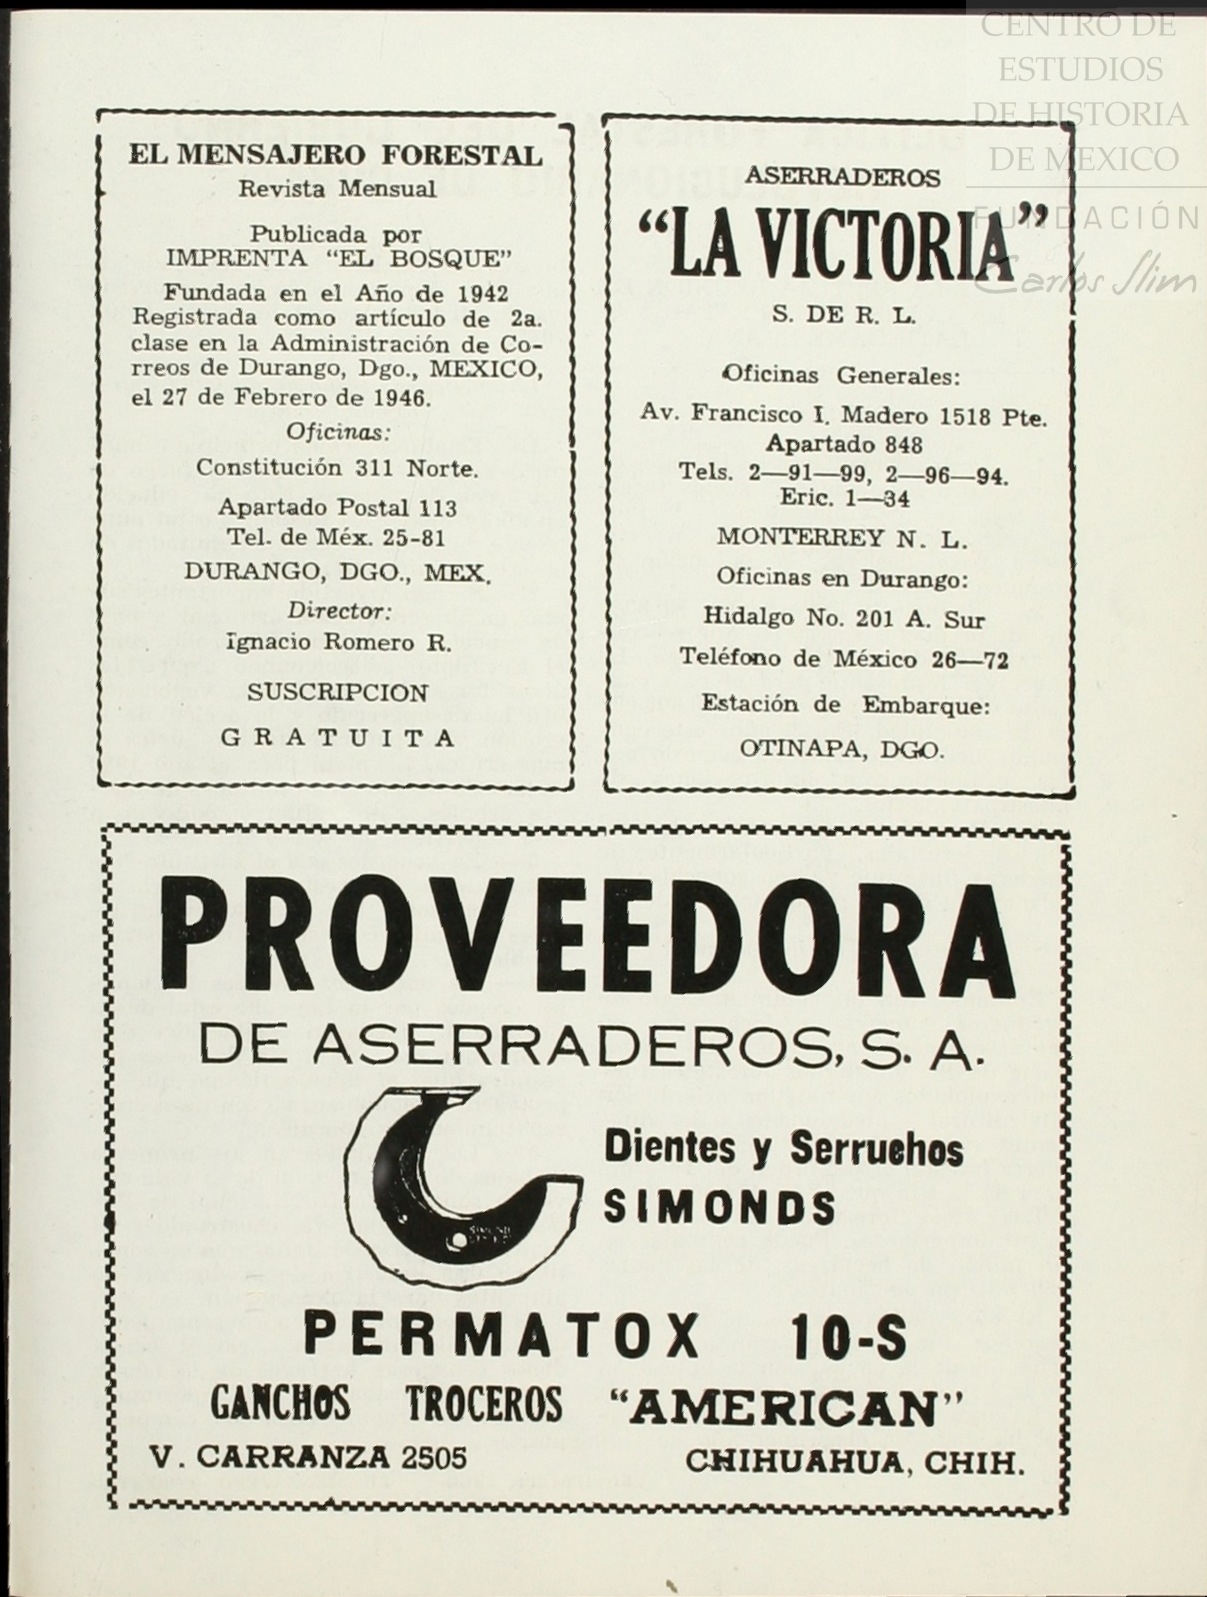 CENTRO DE
ESTUDIOS
DE HISTORIA
DE MEXICO
FUNDACIÓN
Carlos Slim
EL MENSAJERO FORESTAL
Revista Mensual
Publicada por
IMPRENTA "EL BOSQUE"
Fundada en el Año de 1942
Registrada como artículo de 2a.
clase en la Administración de Co-
rreos de Durango, Dgo., MEXICO,
el 27 de Febrero de 1946.
Oficinas:
Constitución 311 Norte.
Apartado Postal 113
Tel. de Méx. 25-81
DURANGO, DGO., MEX.
Director:
Ignacio Romero R.
SUSCRIPCION
GRATUITA
ASERRADEROS
"LA VICTORIA"
S. DE R. L.
Oficinas Generales:
Av. Francisco I. Madero 1518 Pte.
Apartado 848
Tels. 2—91—99, 2—96—94.
Eric. 1—34
MONTERREY N. L.
Oficinas en Durango:
Hidalgo No. 201 A. Sur
Teléfono de México 26—72
Estación de Embarque:
OTINAPA, DGO.
PROVEEDORA
DE ASERRADEROS, S. A.
Dientes y Serruchos
SIMONDS
PERMATOX 10-S
GANCHOS TROCEROS "AMERICAN"
V. CARRANZA 2505
CHIHUAHUA, CHIH.